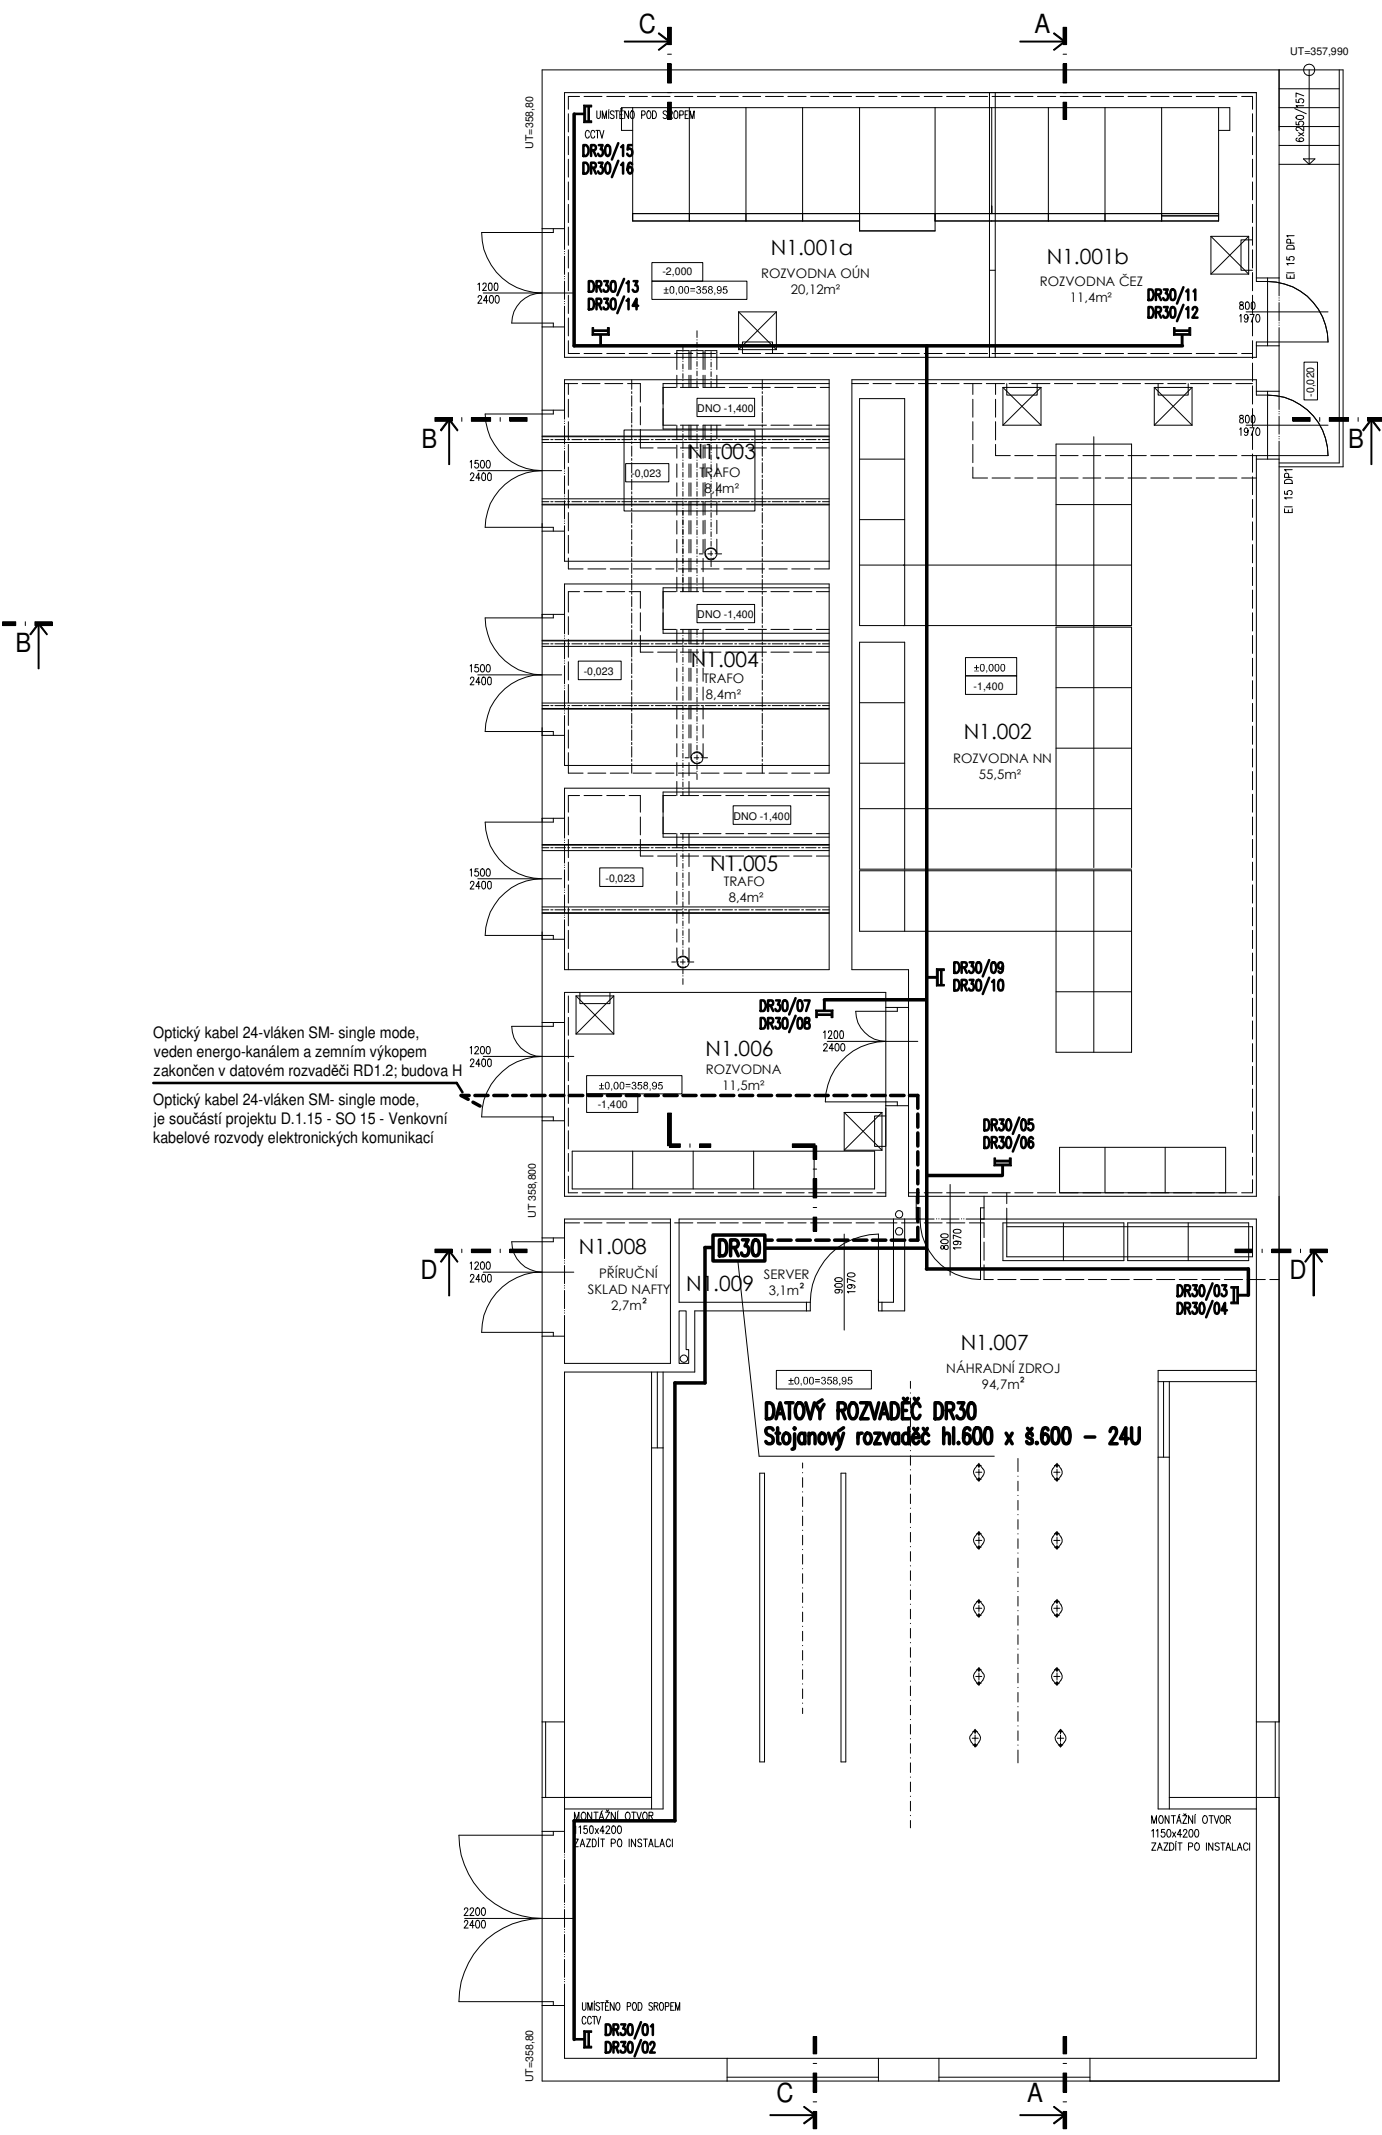 C
A
UT=357,990
UT=358,80
6x250/157
UMÍSTĚNO POD SROPEM
CCTV
DR30/15
DR30/16
N1.001a
ROZVODNA OÚN
20,12m²
-2,000
±0,00=358,95
N1.001b
ROZVODNA ČEZ
11,4m²
EI 15 DP1
1200
2400
DR30/13
DR30/14
DR30/11
DR30/12
800
1970
-0,020
DNO -1,400
B
B
800
1970
1500
2400
N1.003
TRAFO
8,4m²
-0,023
EI 15 DP1
DNO -1,400
B
1500
2400
N1.004
TRAFO
8,4m²
-0,023
±0,000
-1,400
N1.002
ROZVODNA NN
55,5m²
DNO -1,400
1500
2400
N1.005
TRAFO
8,4m²
-0,023
DR30/09
DR30/10
DR30/07
DR30/08
Optický kabel 24-vláken SM- single mode,
veden energo-kanálem a zemním výkopem
zakončen v datovém rozvaděči RD1.2; budova H
Optický kabel 24-vláken SM- single mode,
je součástí projektu D.1.15 - SO 15 - Venkovní
kabelové rozvody elektronických komunikací
1200
2400
N1.006
ROZVODNA
11,5m²
1200
2400
±0,00=358,95
-1,400
DR30/05
DR30/06
UT 358,800
800
1970
D
D
1200
2400
N1.008
PŘÍRUČNÍ
SKLAD NAFTY
2,7m²
DR30
N1.009
SERVER
3,1m²
900
1970
DR30/03
DR30/04
N1.007
NÁHRADNÍ ZDROJ
94,7m²
±0,00=358,95
DATOVÝ ROZVADĚČ DR30
Stojanový rozvaděč hl.600 x š.600 – 24U
MONTÁŽNÍ OTVOR
1150x4200
ZAZDÍT PO INSTALACI
MONTÁŽNÍ OTVOR
1150x4200
ZAZDÍT PO INSTALACI
2200
2400
UMÍSTĚNO POD SROPEM
CCTV
DR30/01
DR30/02
UT=358,80
C
A